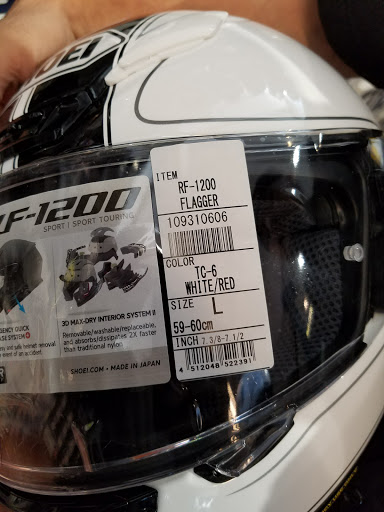 SHOEI
RF-1200
SPORT | SPORT TOURING
3D MAX-DRY INTERIOR SYSTEM II
Removable/washable/replaceable,
and absorbs/dissipates 2X faster
than traditional nylon.
SHOEI.COM • MADE IN JAPAN
ITEM
RF-1200
FLAGGER
109310606
COLOR
TC-6
WHITE/RED
SIZE L
59-60cm
INCH 7 3/8-7 1/2
4 512048 522391